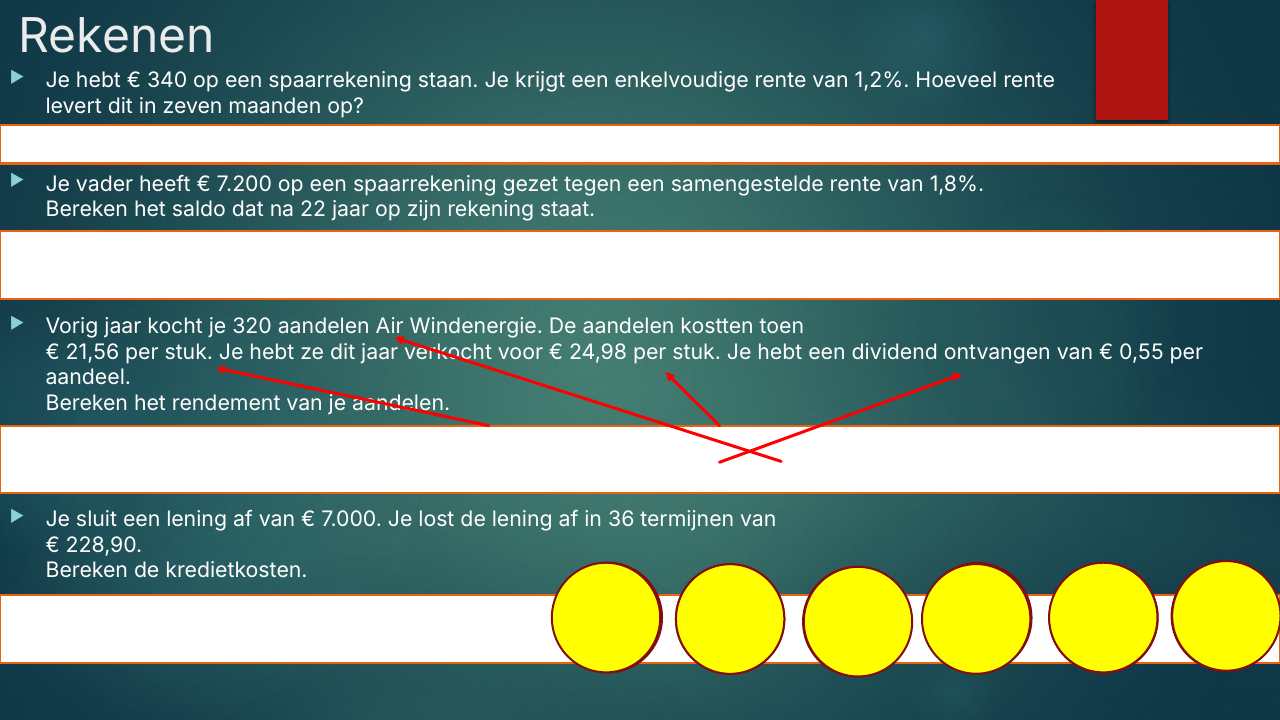 Rekenen
Je hebt € 340 op een spaarrekening staan. Je krijgt een enkelvoudige rente van 1,2%. Hoeveel rente
levert dit in zeven maanden op?
Je vader heeft € 7.200 op een spaarrekening gezet tegen een samengestelde rente van 1,8%.
Bereken het saldo dat na 22 jaar op zijn rekening staat.
Vorig jaar kocht je 320 aandelen Air Windenergie. De aandelen kostten toen
€ 21,56 per stuk. Je hebt ze dit jaar verkocht voor € 24,98 per stuk. Je hebt een dividend ontvangen van € 0,55 per
aandeel.
Bereken het rendement van je aandelen.
Je sluit een lening af van € 7.000. Je lost de lening af in 36 termijnen van
€ 228,90.
Bereken de kredietkosten.